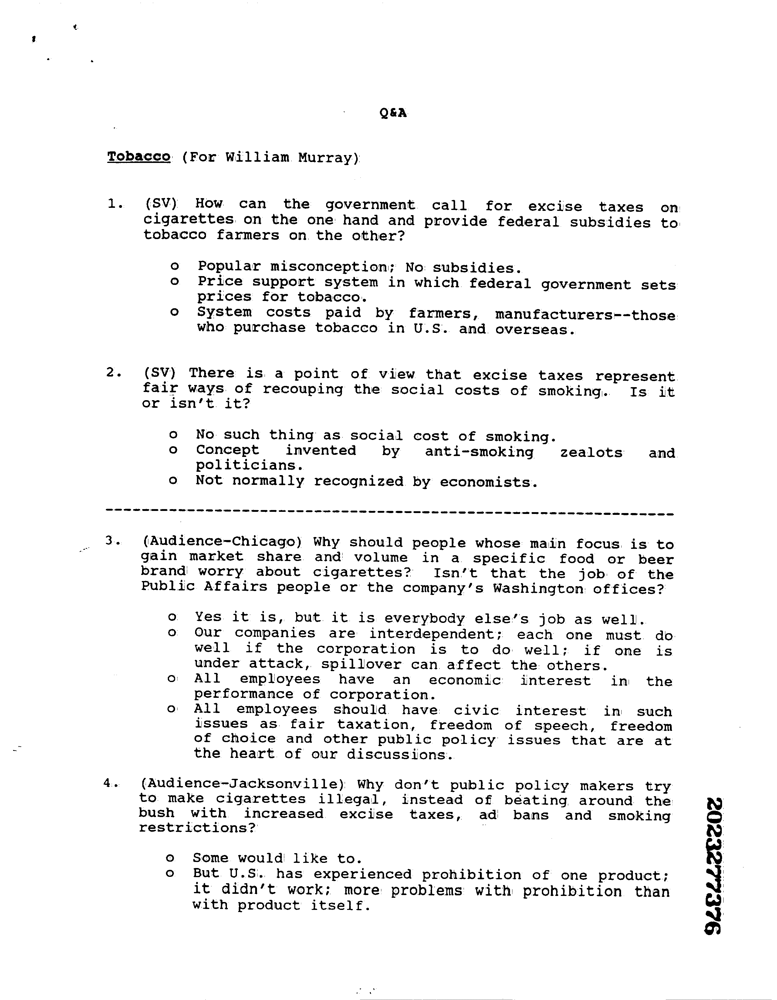 Q&A
Tobacco (For William Murray)
1. (SV) How can the government call for excise taxes on
cigarettes on the one hand and provide federal subsidies to
tobacco farmers on the other?
o Popular misconception; No subsidies.
o Price support system in which federal government sets
prices for tobacco.
o System costs paid by farmers, manufacturers--those
who purchase tobacco in U.S. and overseas.
2. (SV) There is a point of view that excise taxes represent
fair ways of recouping the social costs of smoking. Is it
or isn't it?
o No such thing as social cost of smoking.
o Concept invented by anti-smoking zealots and
politicians.
o Not normally recognized by economists.
---------------------------------------------------------------
3. (Audience-Chicago) Why should people whose main focus is to
gain market share and volume in a specific food or beer
brand worry about cigarettes? Isn't that the job of the
Public Affairs people or the company's Washington offices?
o Yes it is, but it is everybody else's job as well.
o Our companies are interdependent; each one must do
well if the corporation is to do well; if one is
under attack, spillover can affect the others.
o All employees have an economic interest in the
performance of corporation.
o All employees should have civic interest in such
issues as fair taxation, freedom of speech, freedom
of choice and other public policy issues that are at
the heart of our discussions.
4. (Audience-Jacksonville) Why don't public policy makers try
to make cigarettes illegal, instead of beating around the
bush with increased excise taxes, ad bans and smoking
restrictions?
o Some would like to.
o But U.S. has experienced prohibition of one product;
it didn't work; more problems with prohibition than
with product itself.
2023277376